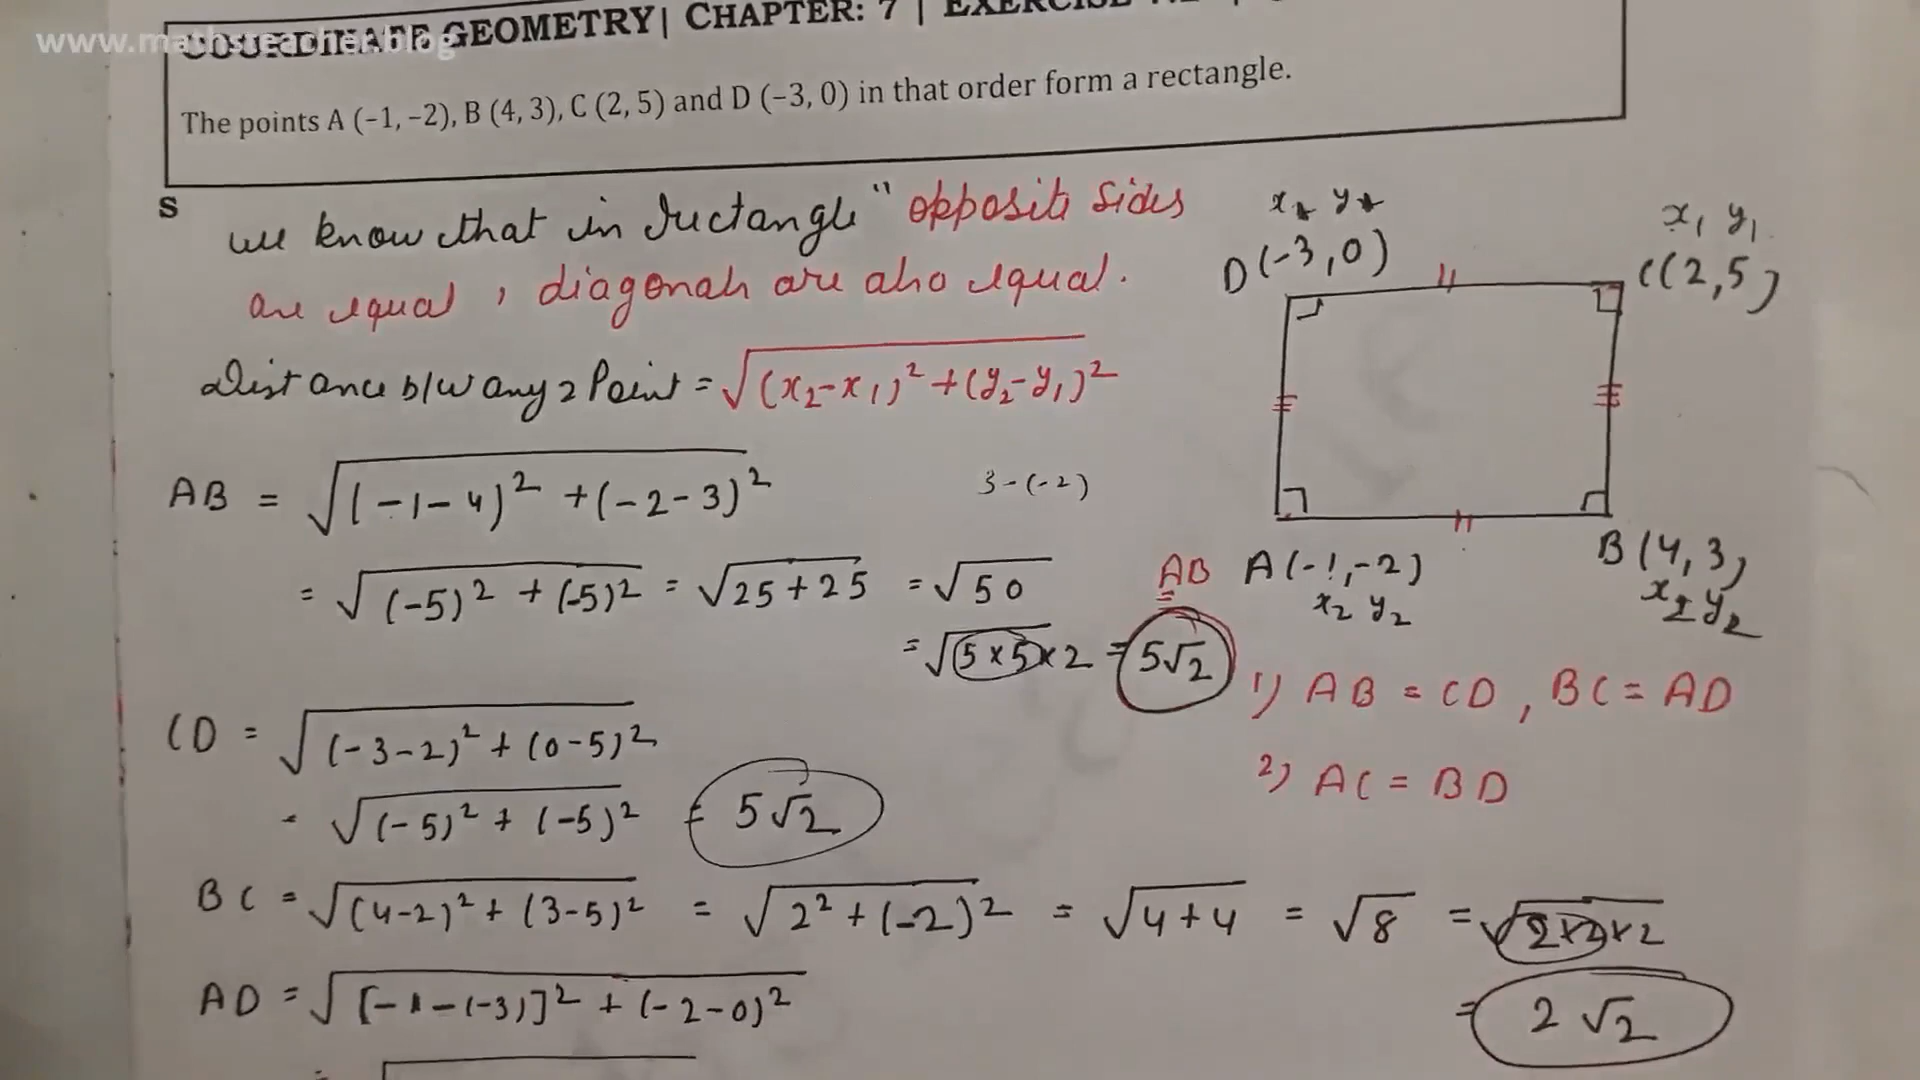 www.mathsteacher.blog
COORDINATE GEOMETRY| CHAPTER: 7 |
The points A (−1, −2), B (4, 3), C (2, 5) and D (−3, 0) in that order form a rectangle.
S
we know that in rectangle "opposite sides
are equal , diagonals are also equal.
Distance b/w any 2 Point = √(x₂-x₁)² + (y₂-y₁)²
AB = √(-1-4)² + (-2-3)²
3-(-2)
= √(-5)² + (-5)² = √25+25 = √50
= √5×5×2 = 5√2
CD = √(-3-2)² + (0-5)²
= √(-5)² + (-5)² = 5√2
BC = √(4-2)² + (3-5)² = √2² + (-2)² = √4+4 = √8 = √2×2×2
= 2√2
AD = √[-1-(-3)]² + (-2-0)²
=
x₁ y₁
D(-3,0)
C(2,5)
AB
A(-1,-2)
x₂ y₂
B(4,3)
1) AB = CD , BC = AD
2) AC = BD